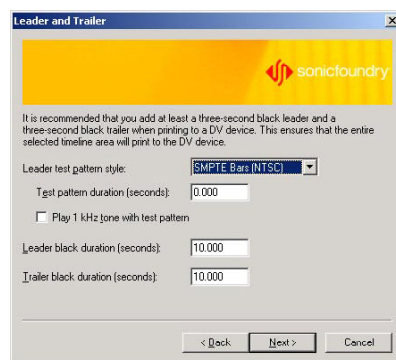 Leader and Trailer
sonicfoundry
It is recommended that you add at least a three-second black leader and a
three-second black trailer when printing to a DV device. This ensures that the entire
selected timeline area will print to the DV device.
Leader test pattern style: SMPTE Bars (NTSC)
Test pattern duration (seconds): 0.000
Play 1 kHz tone with test pattern
Leader black duration (seconds): 10.000
Trailer black duration (seconds): 10.000
< Back Next > Cancel